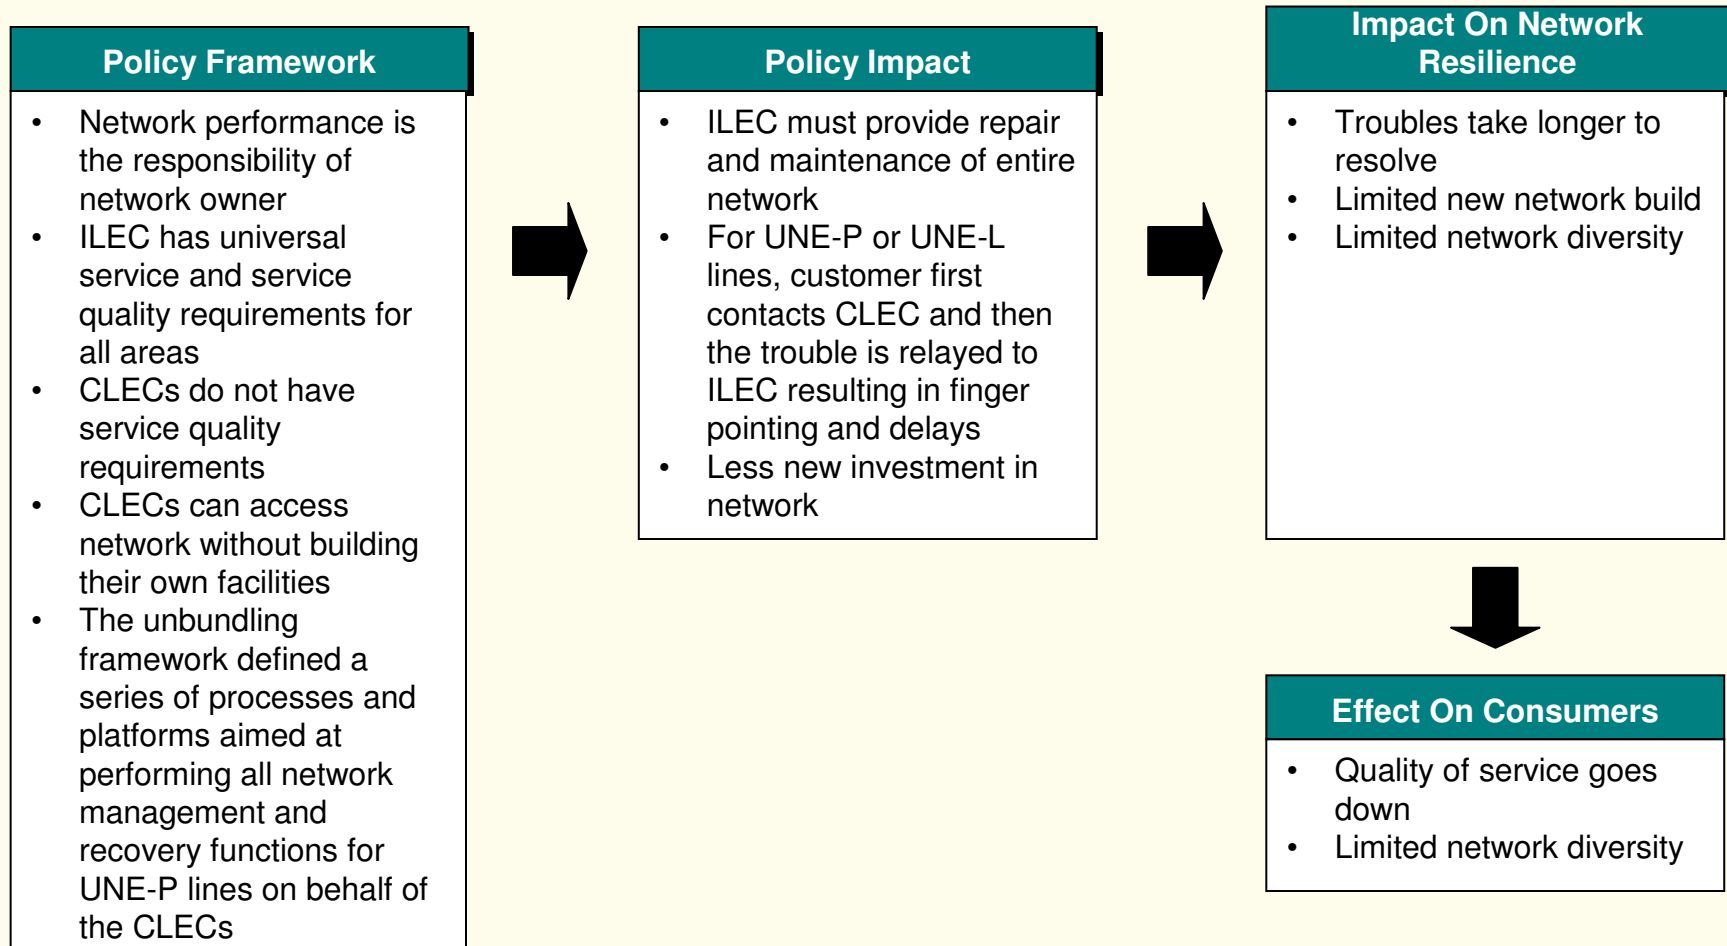 Policy Framework
• Network performance is
the responsibility of
network owner
• ILEC has universal
service and service
quality requirements for
all areas
• CLECs do not have
service quality
requirements
• CLECs can access
network without building
their own facilities
• The unbundling
framework defined a
series of processes and
platforms aimed at
performing all network
management and
recovery functions for
UNE-P lines on behalf of
the CLECs
Policy Impact
• ILEC must provide repair
and maintenance of entire
network
• For UNE-P or UNE-L
lines, customer first
contacts CLEC and then
the trouble is relayed to
ILEC resulting in finger
pointing and delays
• Less new investment in
network
Impact On Network
Resilience
• Troubles take longer to
resolve
• Limited new network build
• Limited network diversity
Effect On Consumers
• Quality of service goes
down
• Limited network diversity